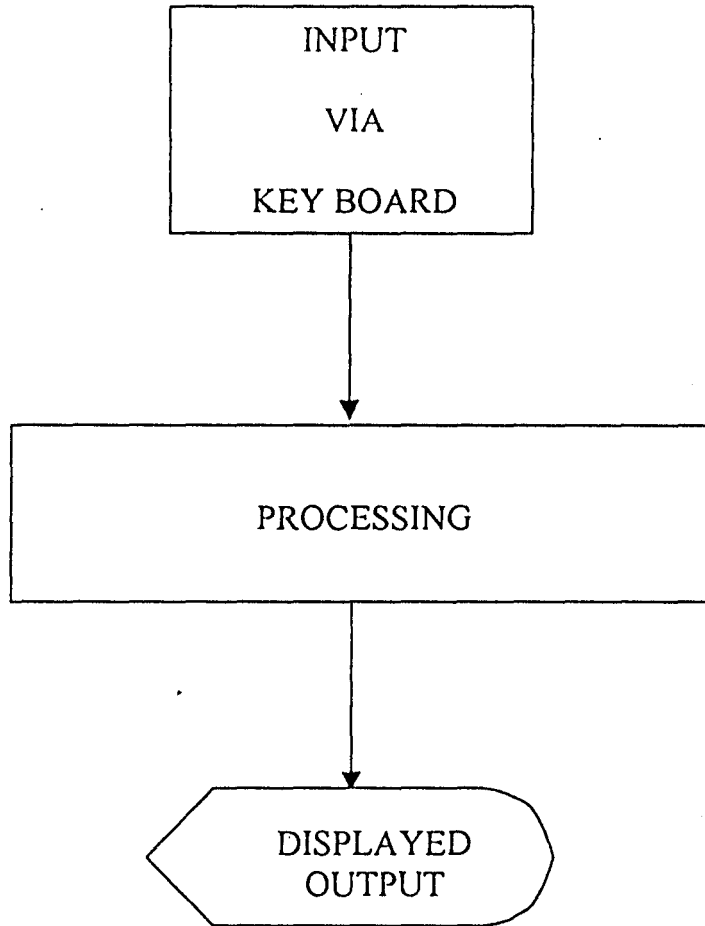 INPUT
VIA
KEY BOARD
PROCESSING
DISPLAYED
OUTPUT